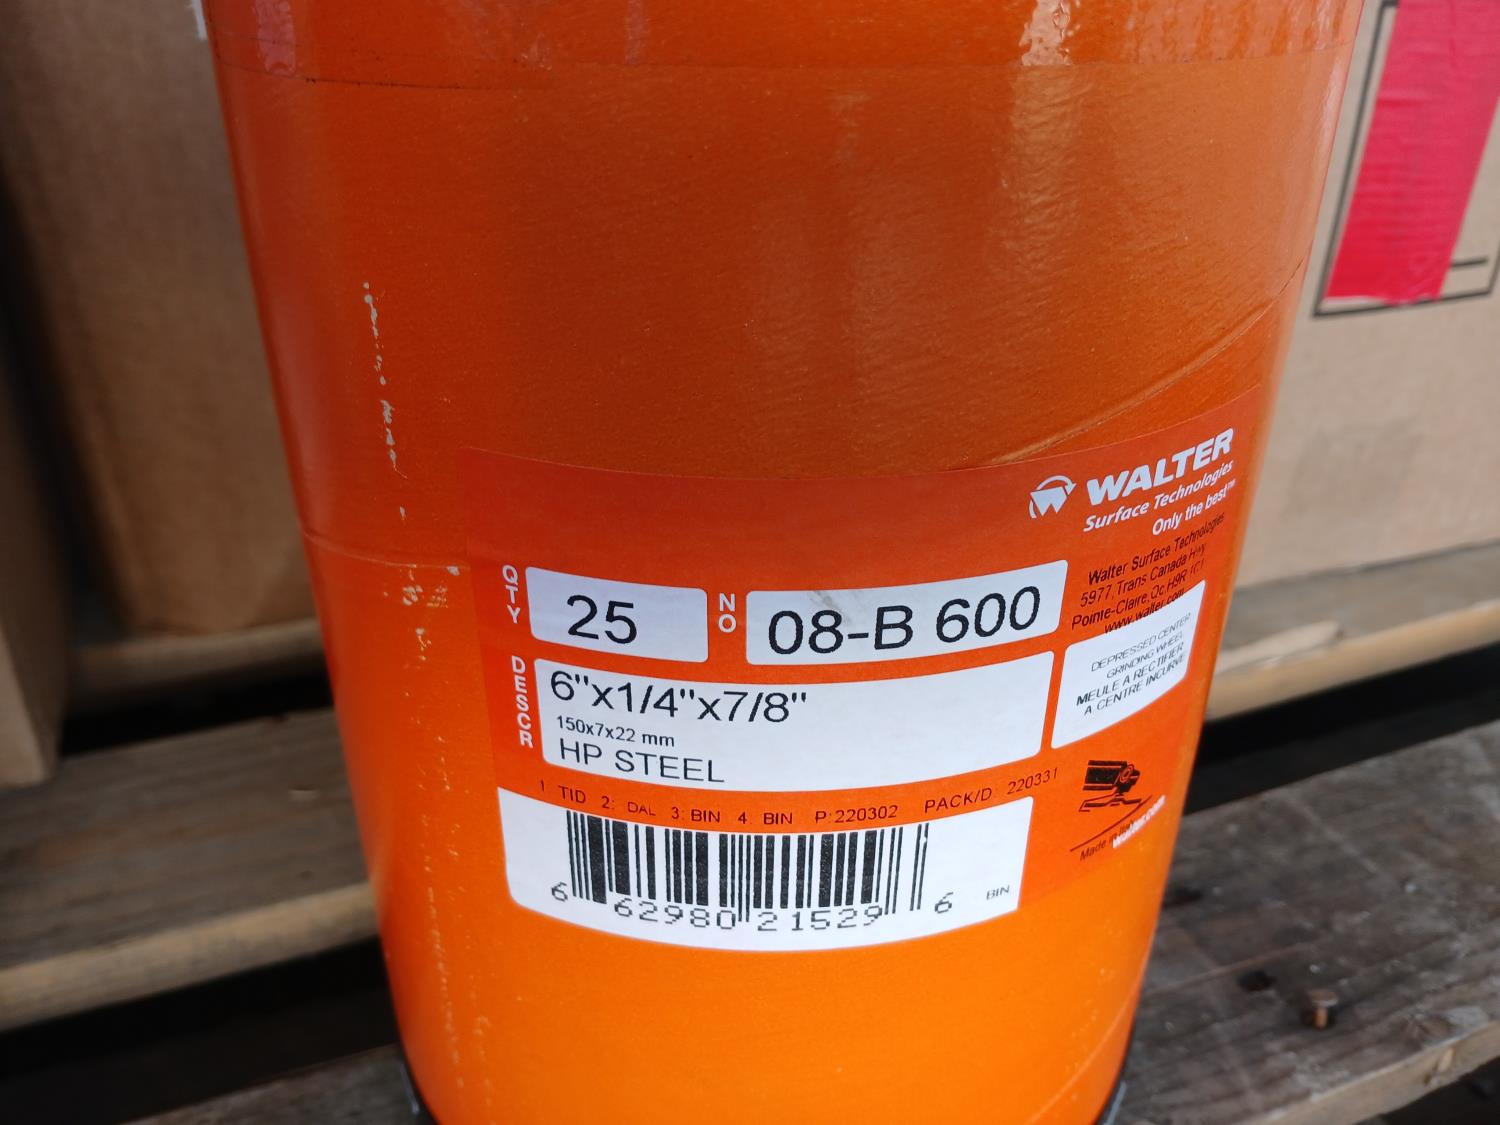 WALTER
Surface Technologies
Only the best™
Walter Surface Technologies
5977, Trans Canada Hwy
Pointe-Claire, Qc H9R 1C1
www.walter.com
QTY
25
NO
08-B 600
DESCR
6"x1/4"x7/8"
150x7x22 mm
HP STEEL
DEPRESSED CENTER
GRINDING WHEEL
MEULE A RECTIFIER
A CENTRE INCURVE
1 TID 2: DAL 3: BIN 4: BIN P:220302 PACK/D 220331
6 62980 21529 6
BIN
Made
walter.com